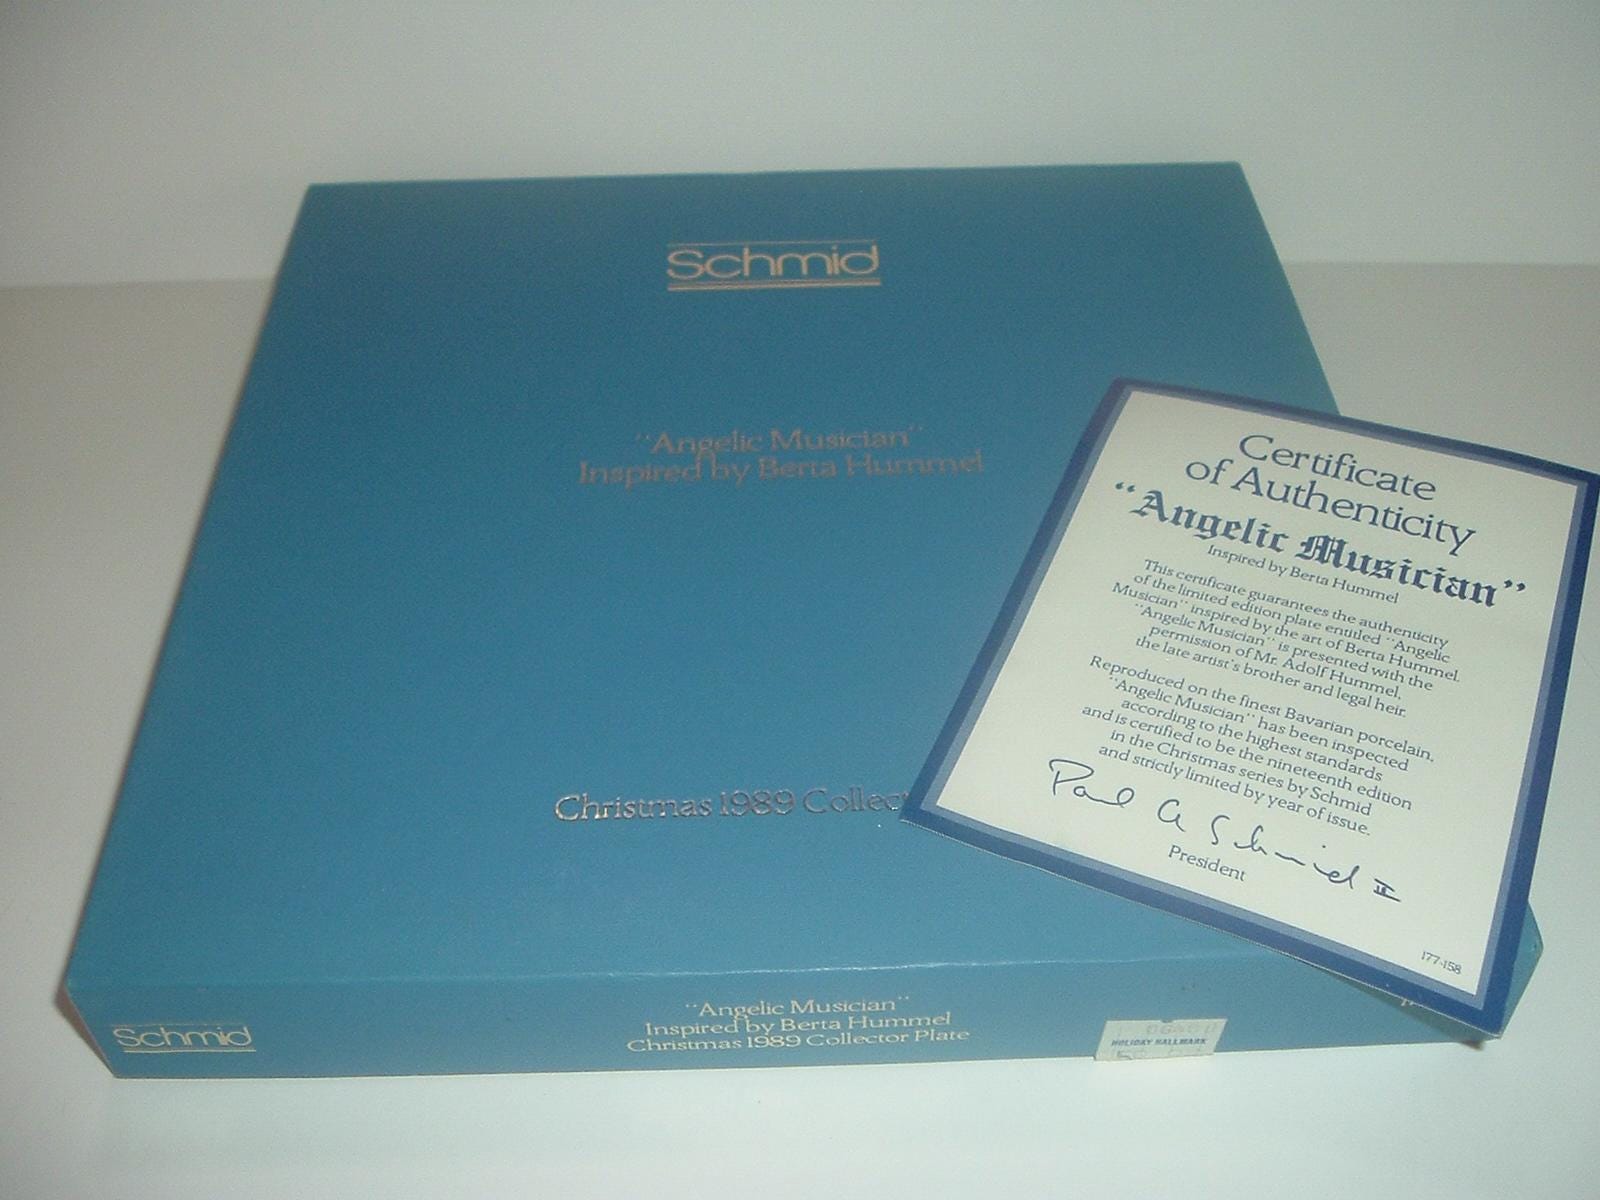 Schmid
"Angelic Musician"
Inspired by Berta Hummel
Christmas 1989 Collect
Schmid
"Angelic Musician"
Inspired by Berta Hummel
Christmas 1989 Collector Plate
HOLIDAY HALLMARK
Certificate
of Authenticity
"Angelic Musician"
Inspired by Berta Hummel
This certificate guarantees the authenticity
of the limited edition plate entitled "Angelic
Musician" inspired by the art of Berta Hummel.
"Angelic Musician" is presented with the
permission of Mr. Adolf Hummel,
the late artist's brother and legal heir.
Reproduced on the finest Bavarian porcelain,
"Angelic Musician" has been inspected
according to the highest standards
and is certified to be the nineteenth edition
in the Christmas series by Schmid
and strictly limited by year of issue.
Paul A Schmid II
President
177-158